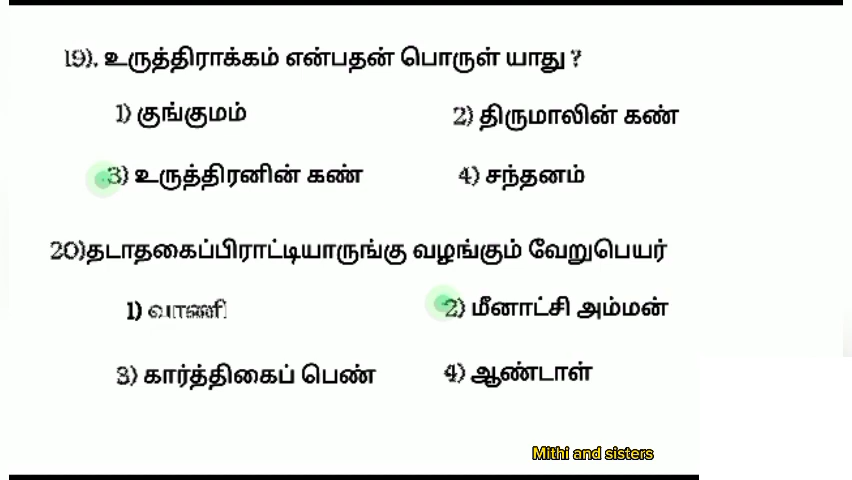 19). உருத்திராக்கம் என்பதன் பொருள் யாது ?
1) குங்குமம்
2) திருமாலின் கண்
3) உருத்திரனின் கண்
4) சந்தனம்
20)தடாதகைப்பிராட்டியாருங்கு வழங்கும் வேறுபெயர்
1) வாணி
2) மீனாட்சி அம்மன்
3) கார்த்திகைப் பெண்
4) ஆண்டாள்
Mithi and sisters